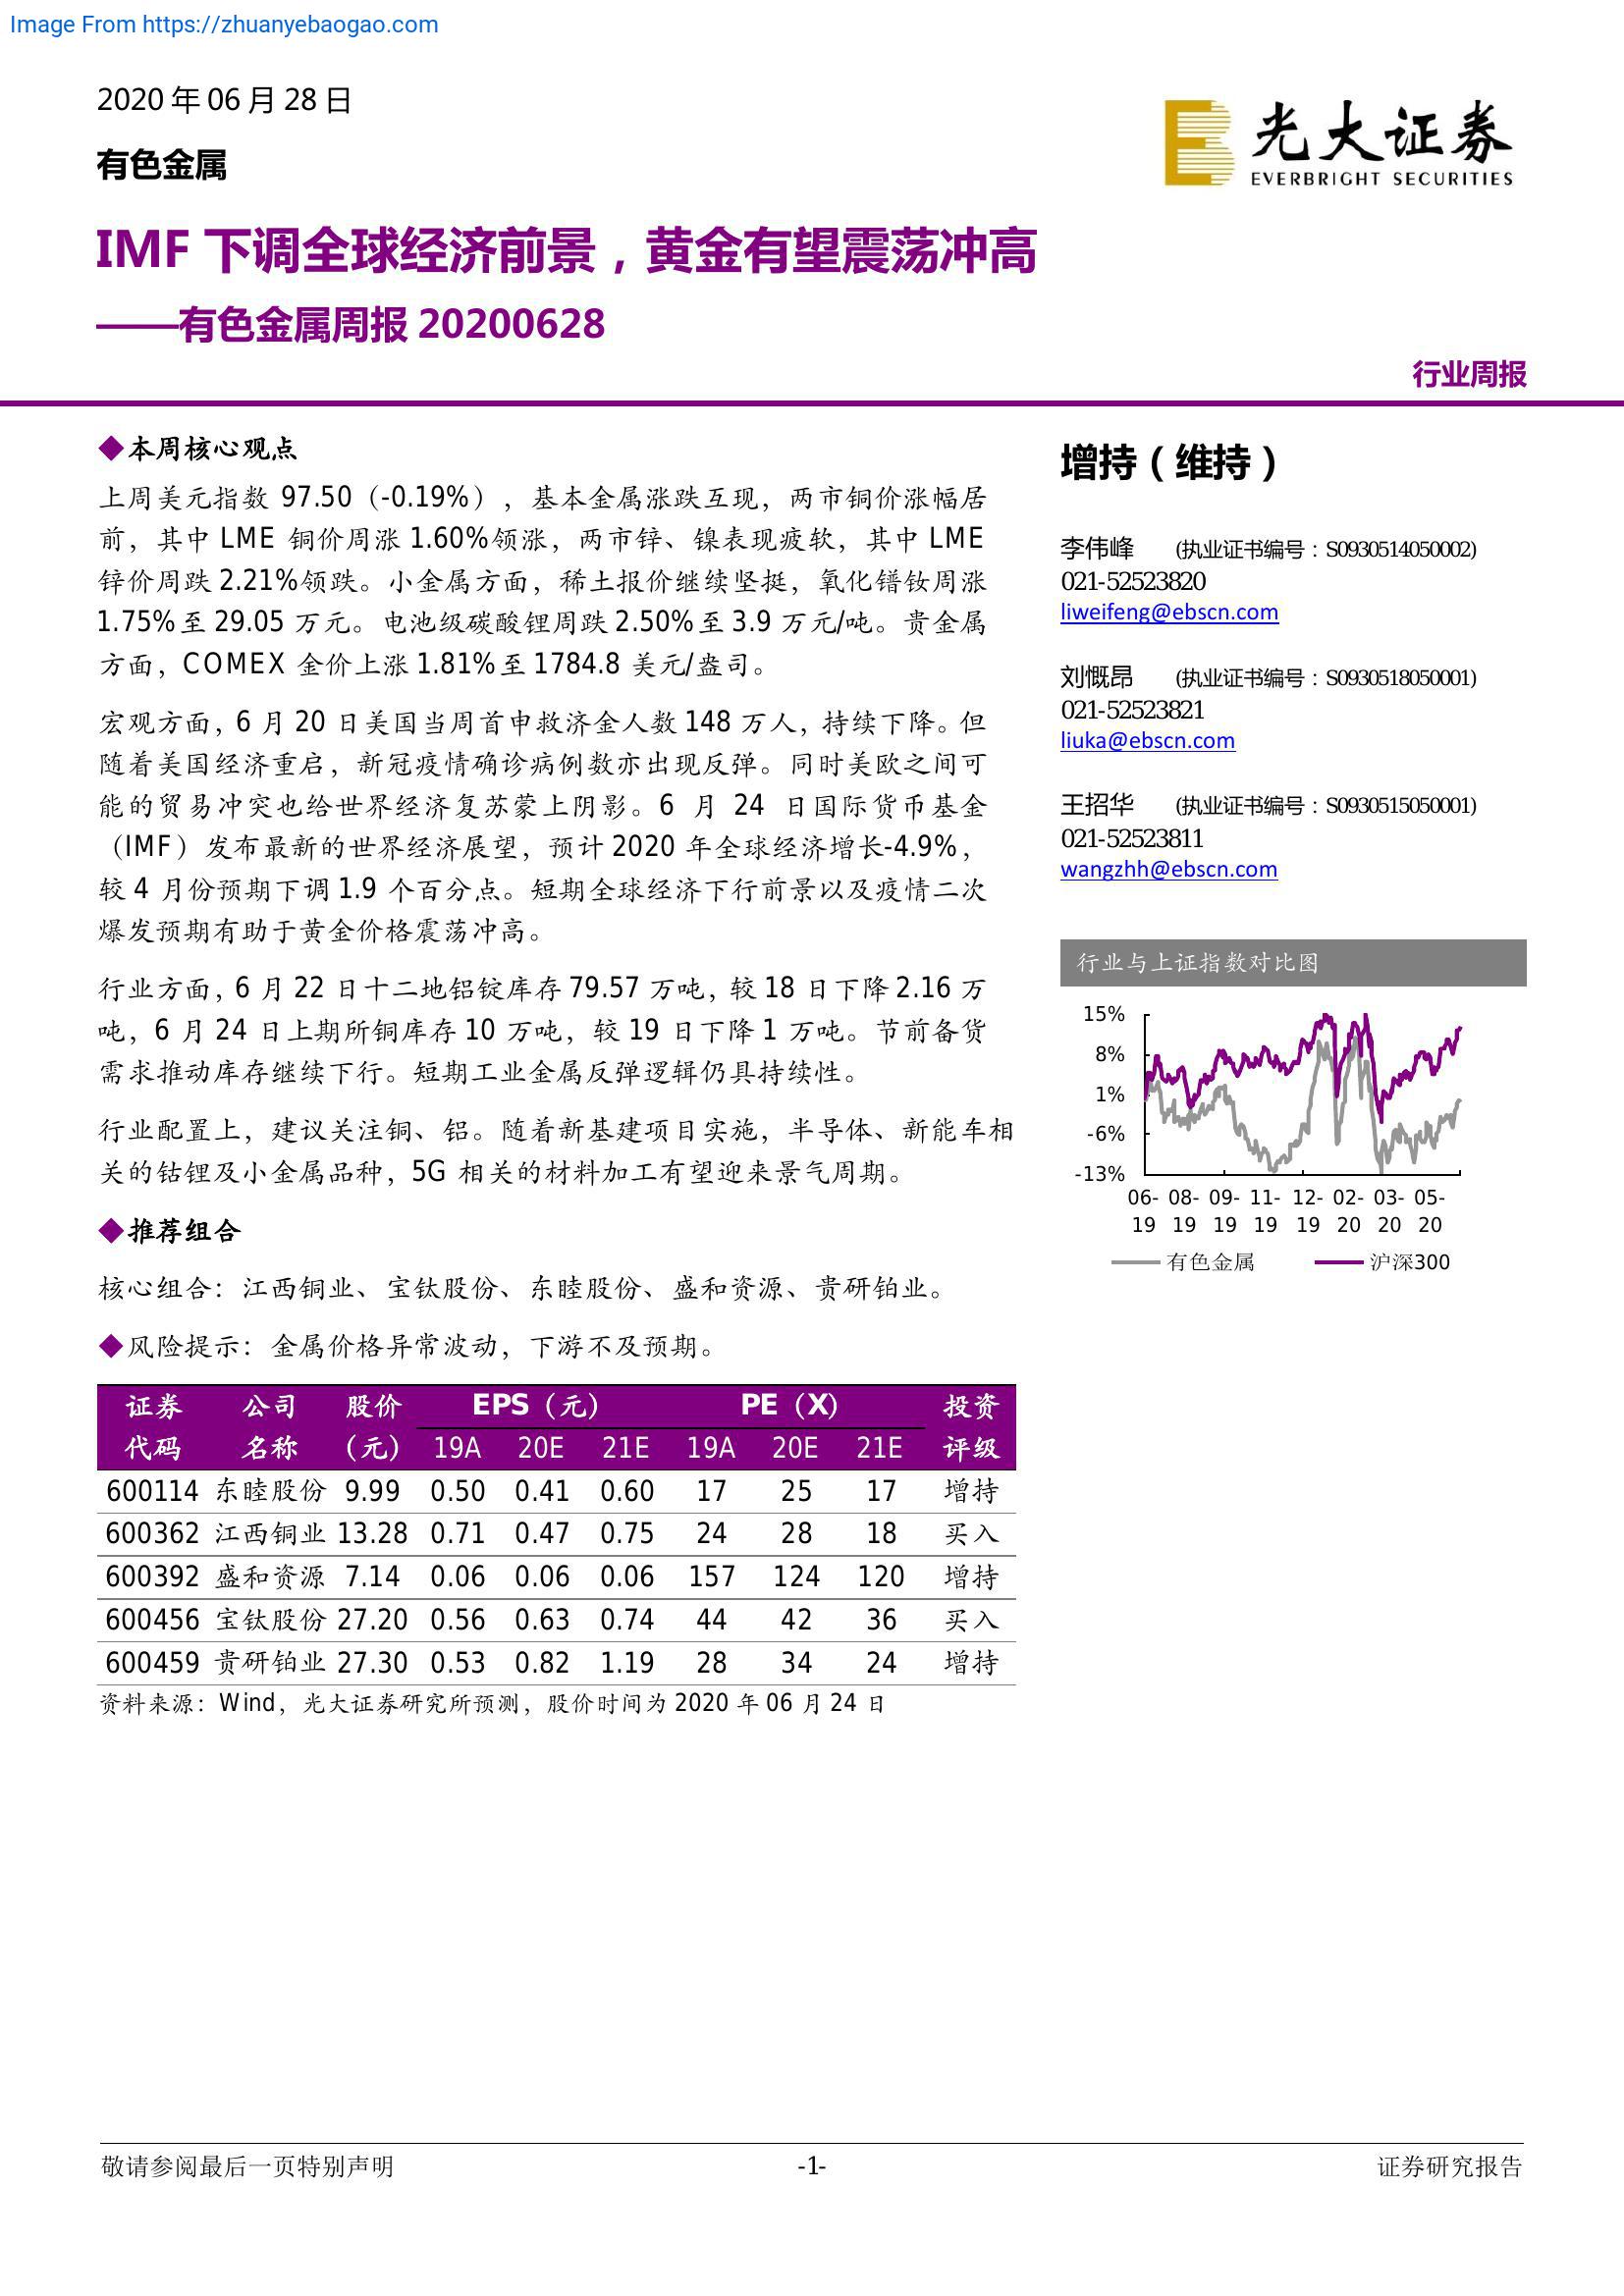 Image From https://zhuanyebaogao.com
2020 年 06 月 28 日
有色金属
光大证券
EVERBRIGHT SECURITIES
IMF 下调全球经济前景，黄金有望震荡冲高
——有色金属周报 20200628
行业周报
◆本周核心观点
上周美元指数 97.50（-0.19%），基本金属涨跌互现，两市铜价涨幅居
前，其中 LME 铜价周涨 1.60%领涨，两市锌、镍表现疲软，其中 LME
锌价周跌 2.21%领跌。小金属方面，稀土报价继续坚挺，氧化镨钕周涨
1.75%至 29.05 万元。电池级碳酸锂周跌 2.50%至 3.9 万元/吨。贵金属
方面，COMEX 金价上涨 1.81%至 1784.8 美元/盎司。
宏观方面，6 月 20 日美国当周首申救济金人数 148 万人，持续下降。但
随着美国经济重启，新冠疫情确诊病例数亦出现反弹。同时美欧之间可
能的贸易冲突也给世界经济复苏蒙上阴影。6 月 24 日国际货币基金
（IMF）发布最新的世界经济展望，预计 2020 年全球经济增长-4.9%，
较 4 月份预期下调 1.9 个百分点。短期全球经济下行前景以及疫情二次
爆发预期有助于黄金价格震荡冲高。
行业方面，6 月 22 日十二地铝锭库存 79.57 万吨，较 18 日下降 2.16 万
吨，6 月 24 日上期所铜库存 10 万吨，较 19 日下降 1 万吨。节前备货
需求推动库存继续下行。短期工业金属反弹逻辑仍具持续性。
行业配置上，建议关注铜、铝。随着新基建项目实施，半导体、新能车相
关的钴锂及小金属品种，5G 相关的材料加工有望迎来景气周期。
◆推荐组合
核心组合：江西铜业、宝钛股份、东睦股份、盛和资源、贵研铂业。
◆风险提示：金属价格异常波动，下游不及预期。
证券 公司 股价 EPS（元） PE（X） 投资
代码 名称 （元） 19A 20E 21E 19A 20E 21E 评级
600114 东睦股份 9.99 0.50 0.41 0.60 17 25 17 增持
600362 江西铜业 13.28 0.71 0.47 0.75 24 28 18 买入
600392 盛和资源 7.14 0.06 0.06 0.06 157 124 120 增持
600456 宝钛股份 27.20 0.56 0.63 0.74 44 42 36 买入
600459 贵研铂业 27.30 0.53 0.82 1.19 28 34 24 增持
资料来源：Wind，光大证券研究所预测，股价时间为 2020 年 06 月 24 日
增持（维持）
李伟峰 (执业证书编号：S0930514050002)
021-52523820
liweifeng@ebscn.com
刘慨昂 (执业证书编号：S0930518050001)
021-52523821
liuka@ebscn.com
王招华 (执业证书编号：S0930515050001)
021-52523811
wangzhh@ebscn.com
行业与上证指数对比图
15%
8%
1%
-6%
-13%
06- 08- 09- 11- 12- 02- 03- 05-
19 19 19 19 19 20 20 20
有色金属 沪深300
敬请参阅最后一页特别声明 -1- 证券研究报告